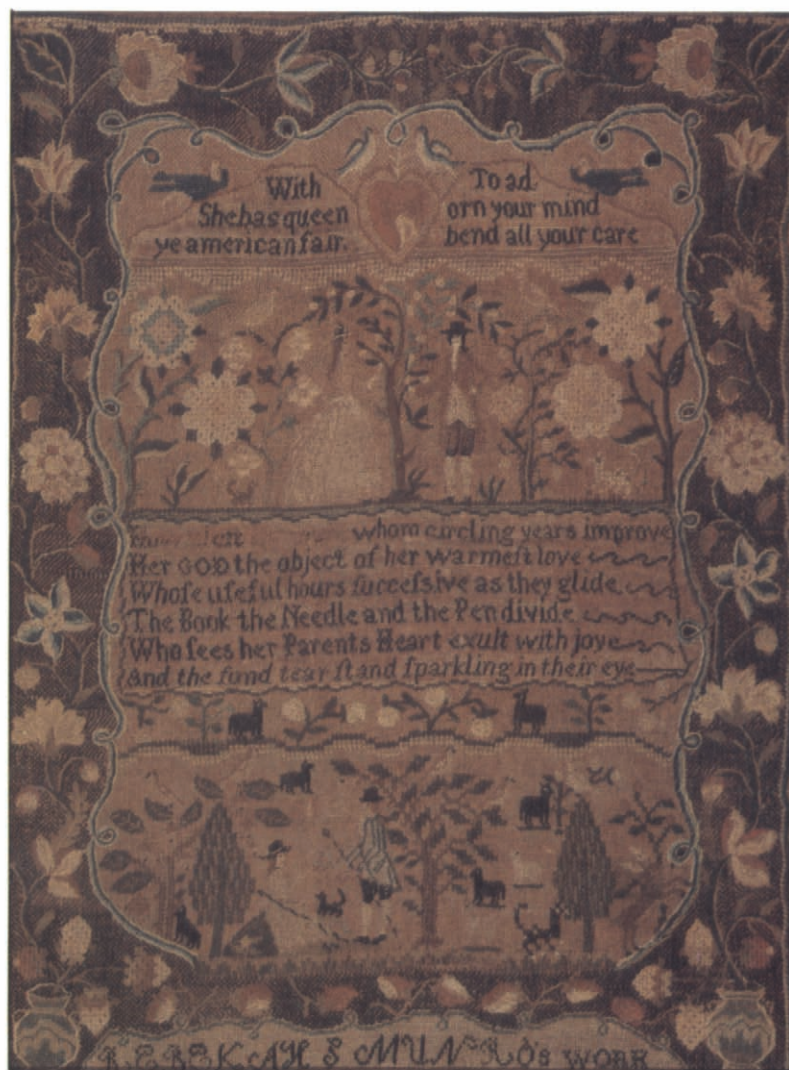 With
Shebas queen
ye american fair.
To ad
orn your mind
bend all your care
whom circling years improve
Her GOD the object of her warmeſt love
Whoſe uſeful hours ſucceſsive as they glide
The Book the Needle and the Pen divide
Who ſees her Parents Heart exult with joye
And the fond tear ſtand ſparkling in their eye
REBEKAH S MUNROs WORK